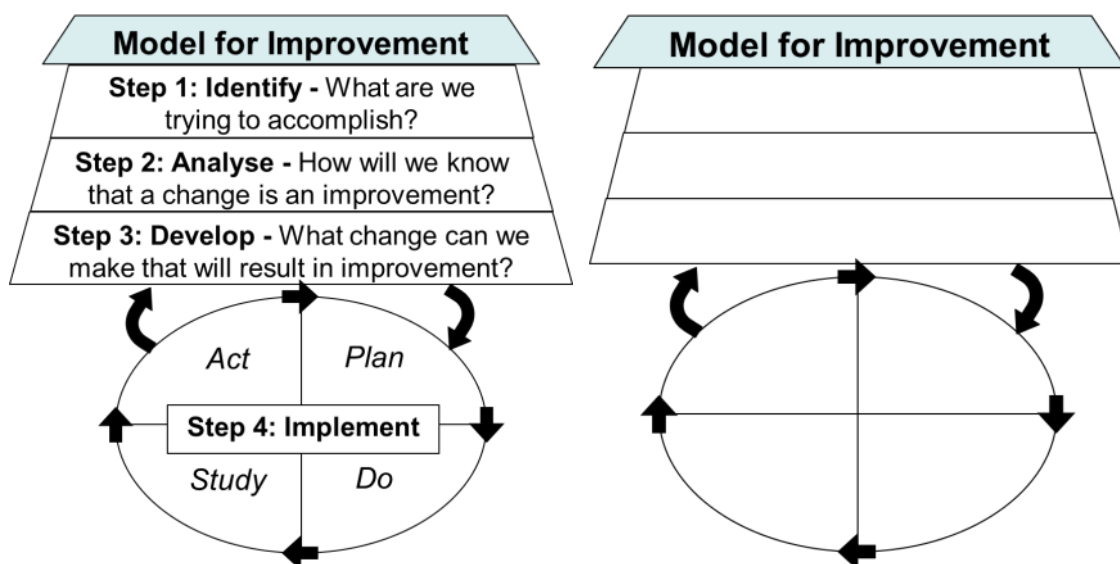 Model for Improvement
Step 1: Identify - What are we
trying to accomplish?
Step 2: Analyse - How will we know
that a change is an improvement?
Step 3: Develop - What change can we
make that will result in improvement?
Act
Plan
Step 4: Implement
Study
Do
Model for Improvement